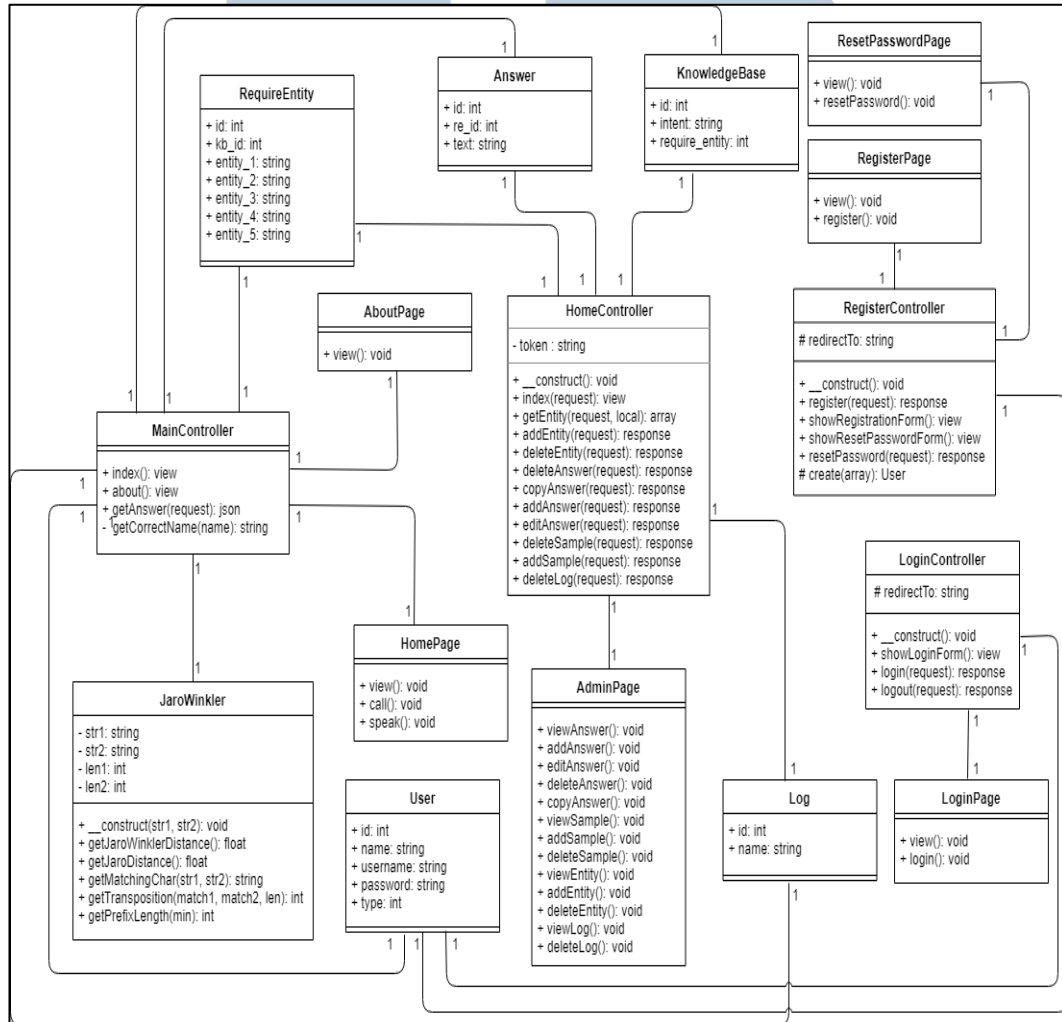 ResetPasswordPage
+ view(): void
+ resetPassword(): void
1
Answer
+ id: int
+ re_id: int
+ text: string
1
1
KnowledgeBase
+ id: int
+ intent: string
+ require_entity: int
1
1
RequireEntity
+ id: int
+ kb_id: int
+ entity_1: string
+ entity_2: string
+ entity_3: string
+ entity_4: string
+ entity_5: string
1
1
RegisterPage
+ view(): void
+ register(): void
1
AboutPage
+ view(): void
1
HomeController
- token : string
+ __construct(): void
+ index(request): view
+ getEntity(request, local): array
+ addEntity(request): response
+ deleteEntity(request): response
+ deleteAnswer(request): response
+ copyAnswer(request): response
+ addAnswer(request): response
+ editAnswer(request): response
+ deleteSample(request): response
+ addSample(request): response
+ deleteLog(request): response
1
1
1
1
1
RegisterController
# redirectTo: string
+ __construct(): void
+ register(request): response
+ showRegistrationForm(): view
+ showResetPasswordForm(): view
+ resetPassword(request): response
# create(array): User
1
1
1
MainController
+ index(): view
+ about(): view
+ getAnswer(request): json
- getCorrectName(name): string
1
1
1
1
1
1
1
1
1
LoginController
# redirectTo: string
+ __construct(): void
+ showLoginForm(): view
+ login(request): response
+ logout(request): response
1
1
HomePage
+ view(): void
+ call(): void
+ speak(): void
1
JaroWinkler
- str1: string
- str2: string
- len1: int
- len2: int
+ __construct(str1, str2): void
+ getJaroWinklerDistance(): float
+ getJaroDistance(): float
+ getMatchingChar(str1, str2): string
+ getTransposition(match1, match2, len): int
+ getPrefixLength(min): int
1
AdminPage
+ viewAnswer(): void
+ addAnswer(): void
+ editAnswer(): void
+ deleteAnswer(): void
+ copyAnswer(): void
+ viewSample(): void
+ addSample(): void
+ deleteSample(): void
+ viewEntity(): void
+ addEntity(): void
+ deleteEntity(): void
+ viewLog(): void
+ deleteLog(): void
1
User
+ id: int
+ name: string
+ username: string
+ password: string
+ type: int
1
1
1
Log
+ id: int
+ name: string
1
1
LoginPage
+ view(): void
+ login(): void
1